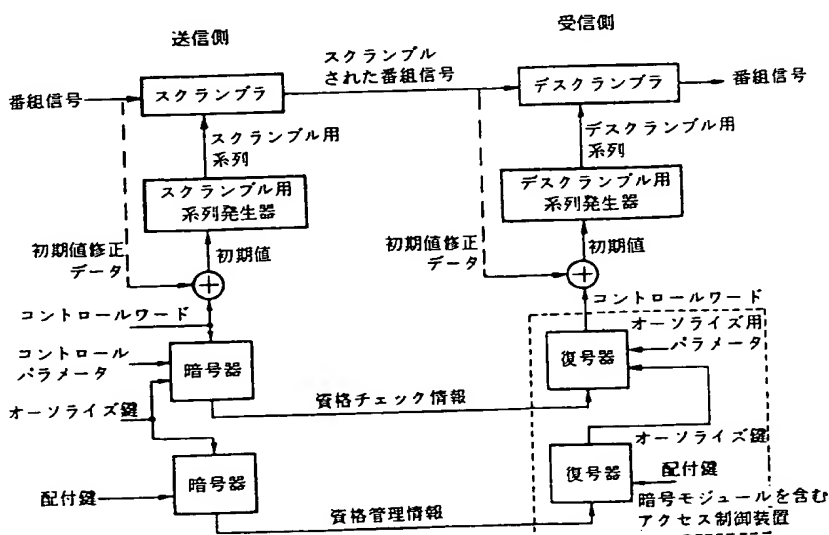 送信側
受信側
スクランブル
された番組信号
番組信号
スクランブラ
デスクランブラ
番組信号
スクランブル用
系列
デスクランブル用
系列
スクランブル用
系列発生器
デスクランブル用
系列発生器
初期値修正
データ
初期値
初期値修正
データ
初期値
コントロールワード
コントロールワード
オーソライズ用
パラメータ
コントロール
パラメータ
暗号器
復号器
資格チェック情報
オーソライズ鍵
オーソライズ鍵
暗号器
復号器
配付鍵
配付鍵
資格管理情報
暗号モジュールを含む
アクセス制御装置